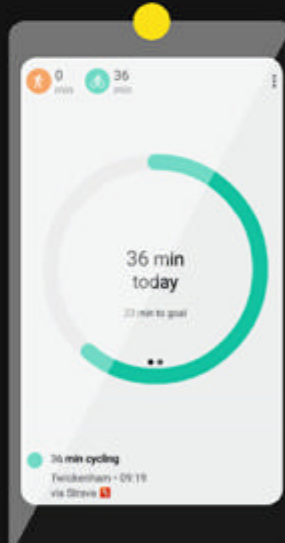 0
min
36
min
36 min
today
23 min to goal
36 min cycling
Twickenham • 09:19
via Strava